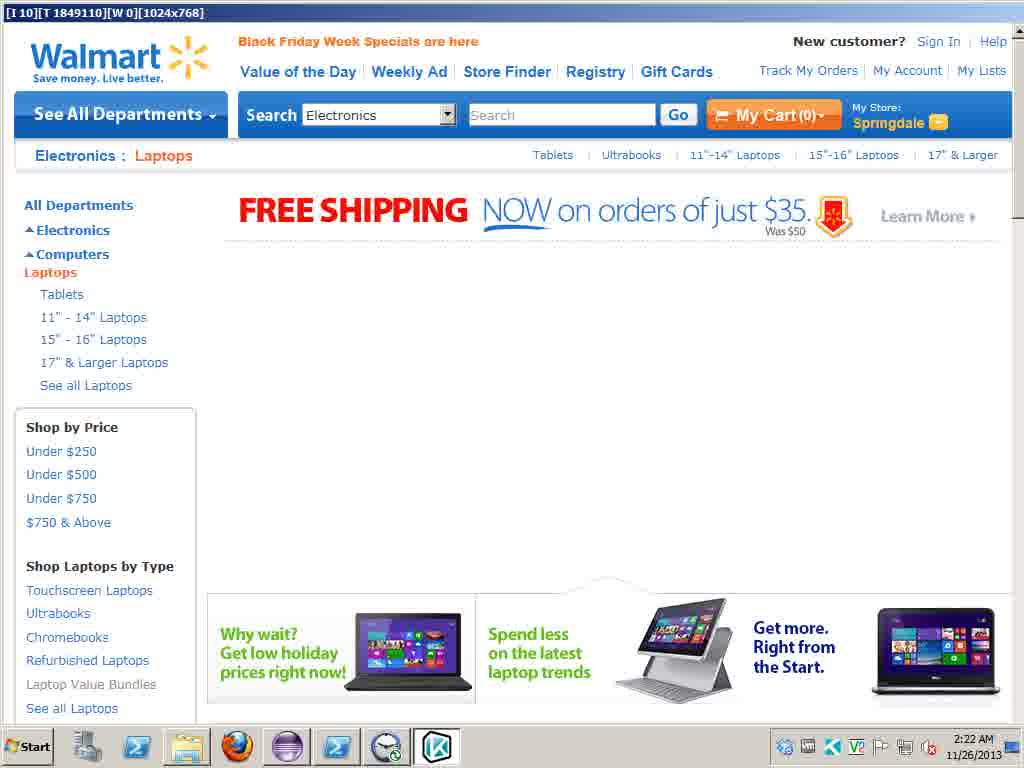 [I 10][T 1849110][W 0][1024x768]
Walmart
Save money. Live better.
Black Friday Week Specials are here
New customer? Sign In | Help
Value of the Day | Weekly Ad | Store Finder | Registry | Gift Cards
Track My Orders | My Account | My Lists
See All Departments
Search Electronics Search Go
My Cart (0)
My Store:
Springdale
Electronics : Laptops
Tablets | Ultrabooks | 11"-14" Laptops | 15"-16" Laptops | 17" & Larger
FREE SHIPPING NOW on orders of just $35.
Was $50
Learn More
All Departments
Electronics
Computers
Laptops
Tablets
11" - 14" Laptops
15" - 16" Laptops
17" & Larger Laptops
See all Laptops
Shop by Price
Under $250
Under $500
Under $750
$750 & Above
Shop Laptops by Type
Touchscreen Laptops
Ultrabooks
Chromebooks
Refurbished Laptops
Laptop Value Bundles
See all Laptops
Why wait?
Get low holiday
prices right now!
Spend less
on the latest
laptop trends
Get more.
Right from
the Start.
Start
2:22 AM
11/26/2013